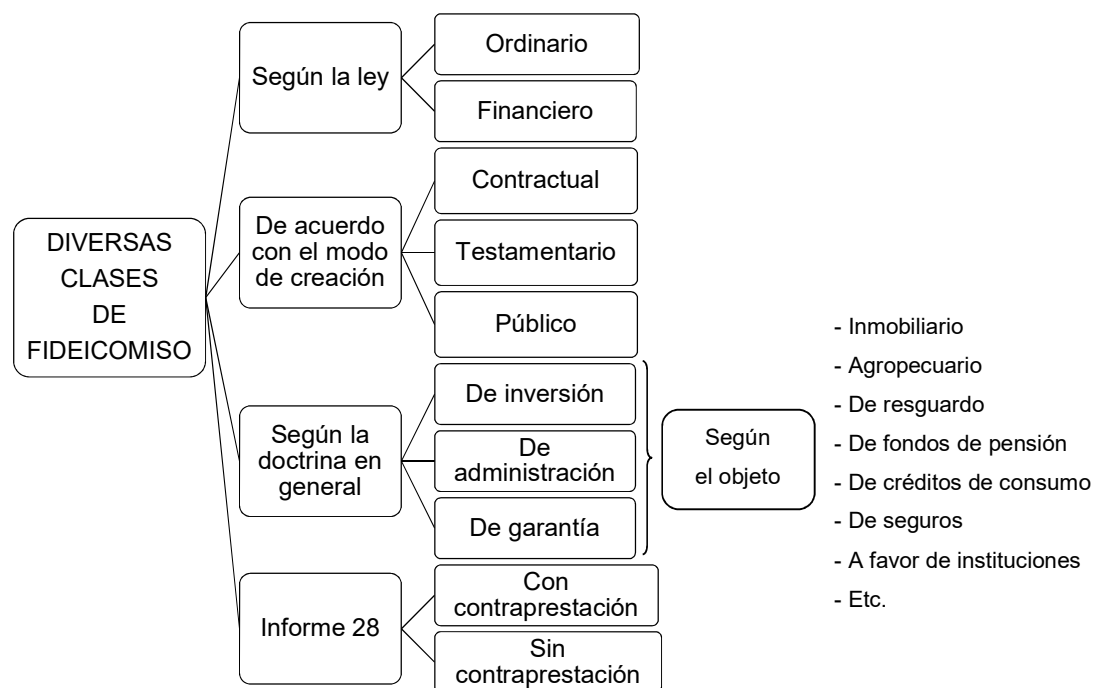 DIVERSAS
CLASES
DE
FIDEICOMISO
Según la ley
Ordinario
Financiero
De acuerdo
con el modo
de creación
Contractual
Testamentario
Público
Según la
doctrina en
general
De inversión
De
administración
De garantía
Según
el objeto
- Inmobiliario
- Agropecuario
- De resguardo
- De fondos de pensión
- De créditos de consumo
- De seguros
- A favor de instituciones
- Etc.
Informe 28
Con
contraprestación
Sin
contraprestación